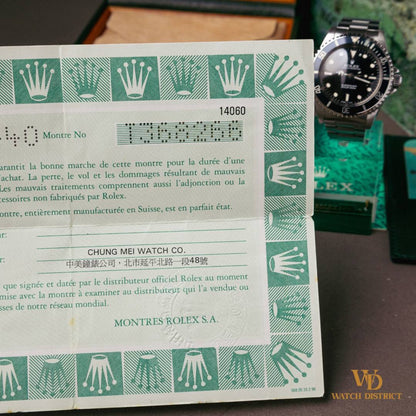 14060
40 Montre No T368266
arantit la bonne marche de cette montre pour la durée d'une
achat. La perte, le vol et les dommages résultant de mauvais
Les mauvais traitements comprennent aussi l'adjonction ou la
cessoires non fabriqués par Rolex.
ontre, entièrement manufacturée en Suisse, est en parfait état.
ur:
CHUNG MEI WATCH CO.
er:
中美鐘錶公司，北市延平北路一段48號
que signée et datée par le distributeur officiel Rolex au moment
mise avec la montre à examiner au distributeur qui l'a vendue ou
sses de notre réseau mondial.
MONTRES ROLEX S.A.
ROLEX
WD
WATCH DISTRICT